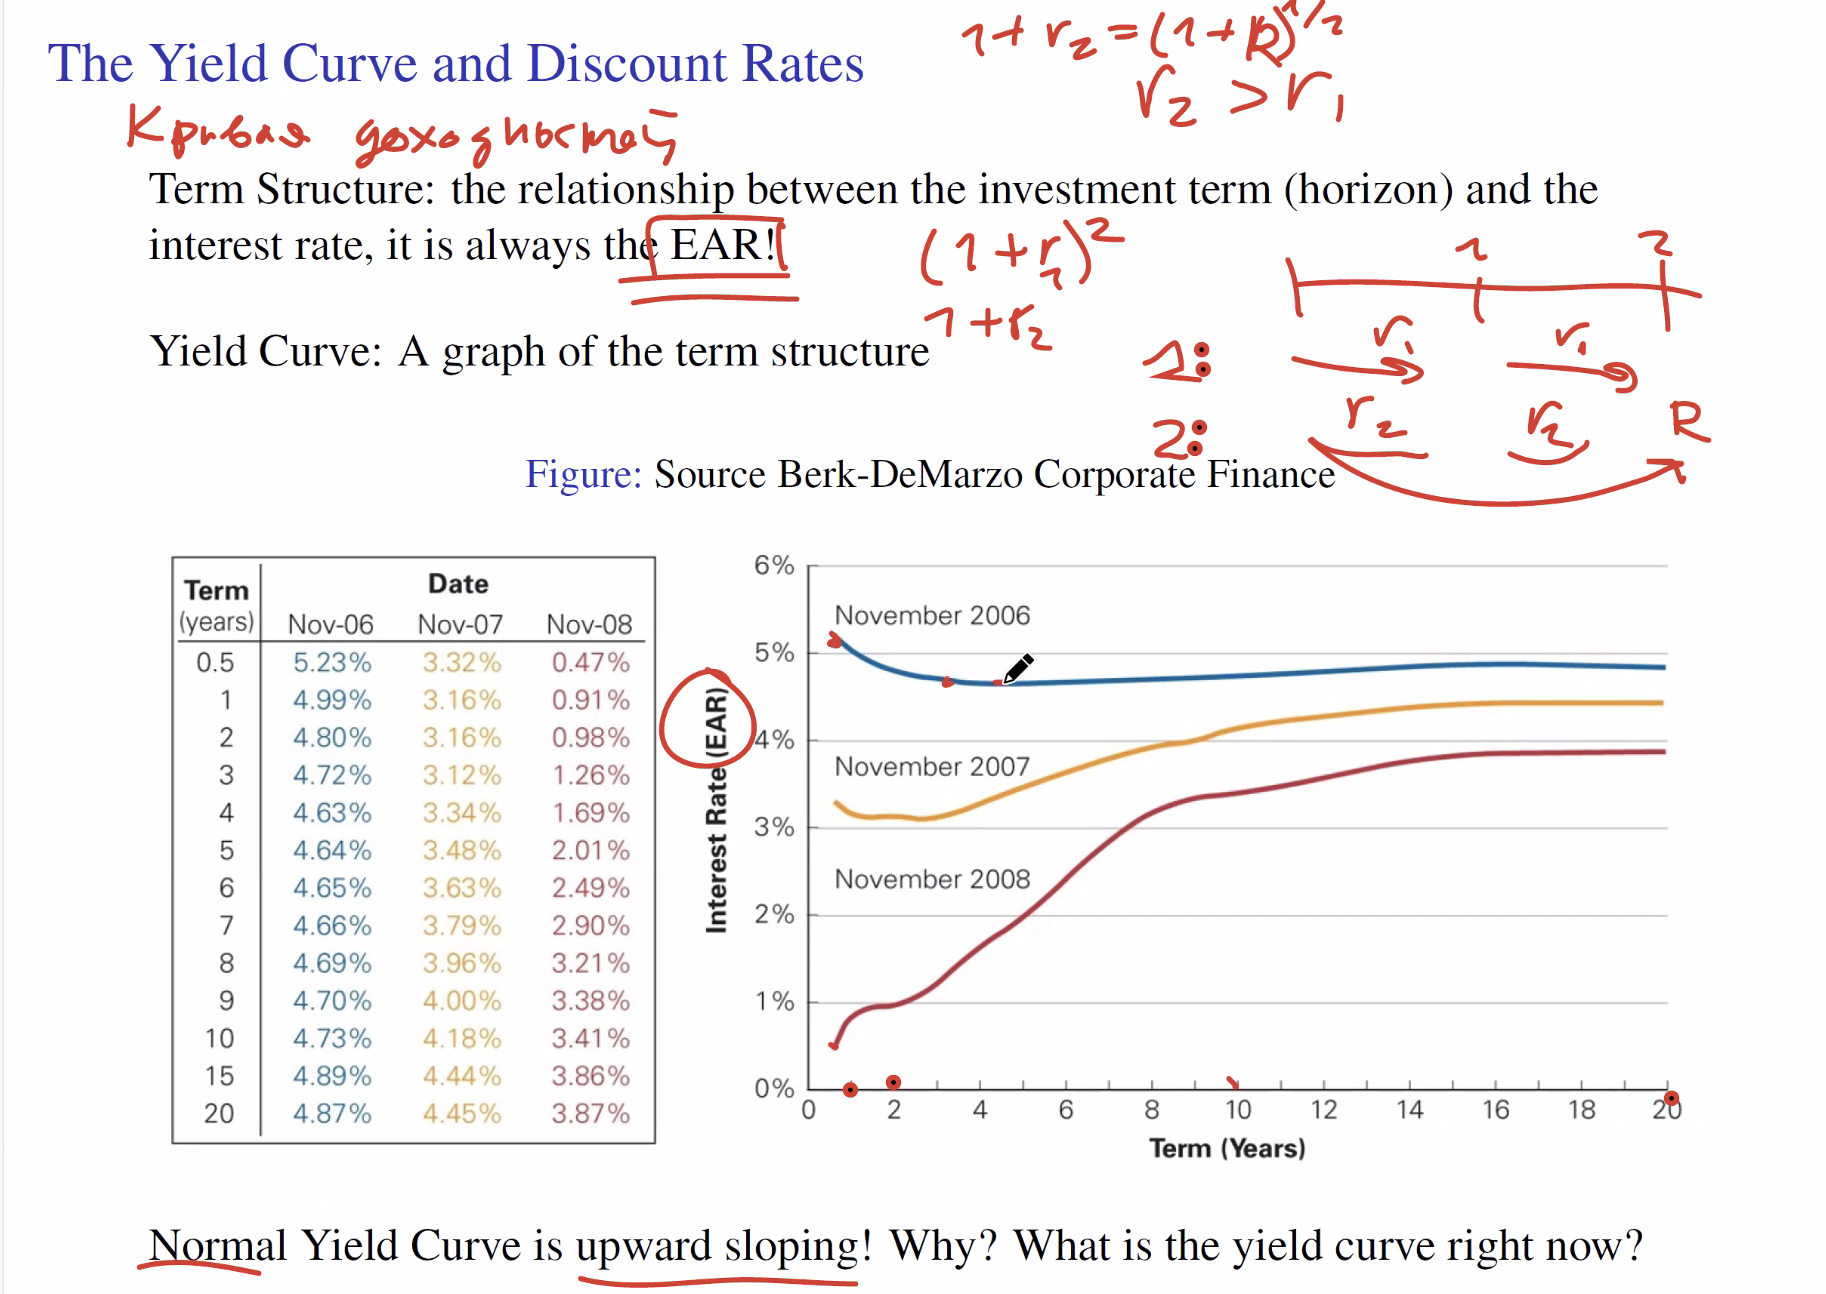 The Yield Curve and Discount Rates
1 + r₂ = (1 + R)^1/2
r₂ > r₁
Кривая доходностей
Term Structure: the relationship between the investment term (horizon) and the
interest rate, it is always the EAR!
(1 + r₁)²
1 + r₂
1 2
Yield Curve: A graph of the term structure
1: r₁ r₁
2: r₂ r₂ R
Figure: Source Berk-DeMarzo Corporate Finance
Term Date
(years) Nov-06 Nov-07 Nov-08
0.5 5.23% 3.32% 0.47%
1 4.99% 3.16% 0.91%
2 4.80% 3.16% 0.98%
3 4.72% 3.12% 1.26%
4 4.63% 3.34% 1.69%
5 4.64% 3.48% 2.01%
6 4.65% 3.63% 2.49%
7 4.66% 3.79% 2.90%
8 4.69% 3.96% 3.21%
9 4.70% 4.00% 3.38%
10 4.73% 4.18% 3.41%
15 4.89% 4.44% 3.86%
20 4.87% 4.45% 3.87%
Interest Rate (EAR)
6%
5%
4%
3%
2%
1%
0%
November 2006
November 2007
November 2008
0 2 4 6 8 10 12 14 16 18 20
Term (Years)
Normal Yield Curve is upward sloping! Why? What is the yield curve right now?